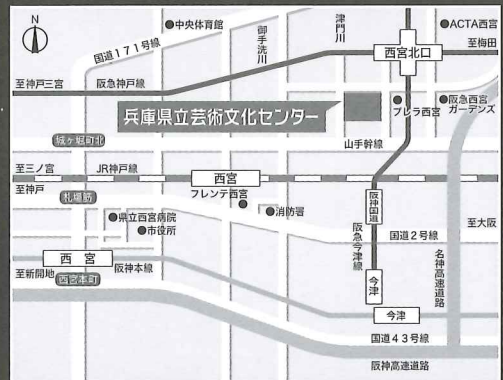 N
中央体育館
国道171号線
御手洗川
津門川
ACTA西宮
至梅田
西宮北口
至神戸三宮
阪急神戸線
兵庫県立芸術文化センター
プレラ西宮
阪急西宮
ガーデンズ
城ヶ堀町北
山手幹線
至三ノ宮
至神戸
JR神戸線
西宮
フレンテ西宮
消防署
札場筋
県立西宮病院
市役所
阪神国道
阪急今津線
国道2号線
至大阪
名神高速道路
西宮
至新開地
阪神本線
西宮本町
今津
今津
国道43号線
阪神高速道路